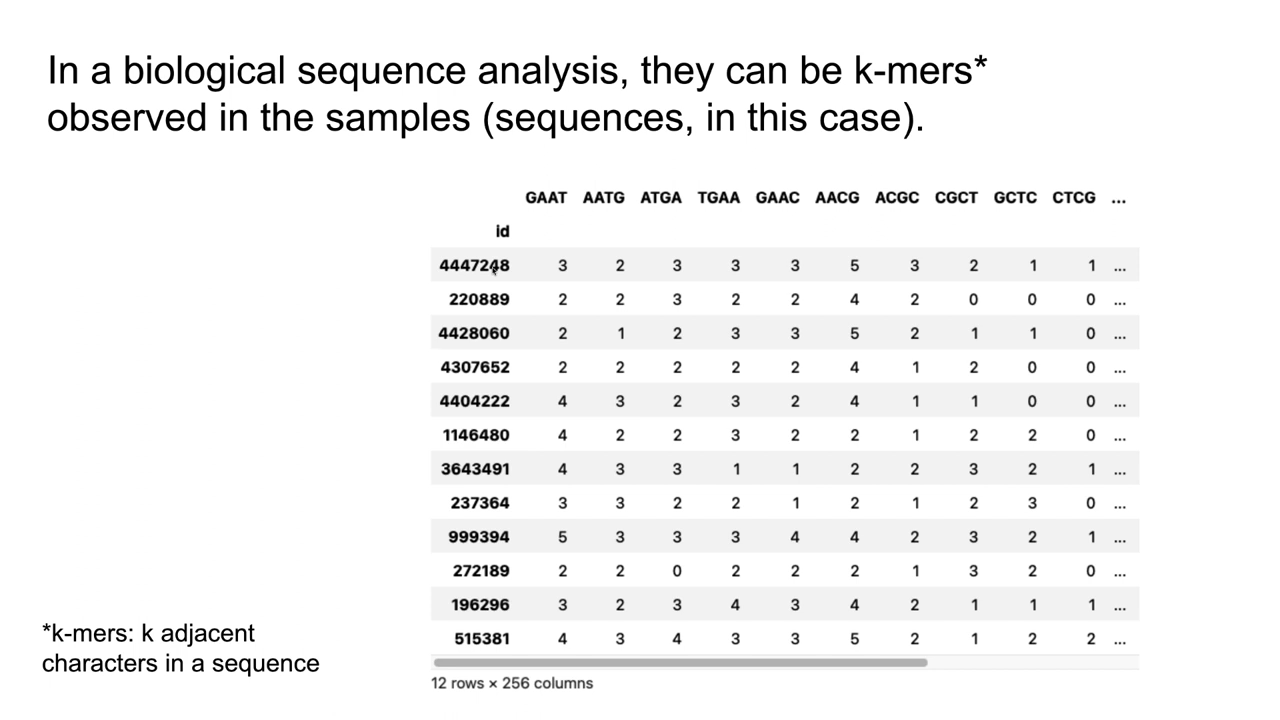 In a biological sequence analysis, they can be k-mers*
observed in the samples (sequences, in this case).
GAAT AATG ATGA TGAA GAAC AACG ACGC CGCT GCTC CTCG ...
id
4447248 3 2 3 3 3 5 3 2 1 1 ...
220889 2 2 3 2 2 4 2 0 0 0 ...
4428060 2 1 2 3 3 5 2 1 1 0 ...
4307652 2 2 2 2 2 4 1 2 0 0 ...
4404222 4 3 2 3 2 4 1 1 0 0 ...
1146480 4 2 2 3 2 2 1 2 2 0 ...
3643491 4 3 3 1 1 2 2 3 2 1 ...
237364 3 3 2 2 1 2 1 2 3 0 ...
999394 5 3 3 3 4 4 2 3 2 1 ...
272189 2 2 0 2 2 2 1 3 2 0 ...
196296 3 2 3 4 3 4 2 1 1 1 ...
515381 4 3 4 3 3 5 2 1 2 2 ...
12 rows × 256 columns
*k-mers: k adjacent
characters in a sequence